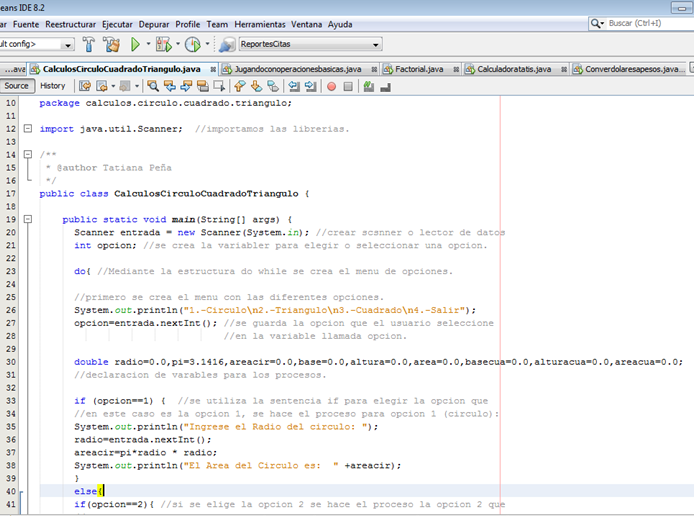 eans IDE 8.2
ar Fuente Reestructurar Ejecutar Depurar Profile Team Herramientas Ventana Ayuda
Buscar (Ctrl+I)
ult config>
ReportesCitas
...ava CalculosCirculoCuadradoTriangulo.java Jugandoconoperacionesbasicas.java Factorial.java Calculadoratatis.java Converdolaresapesos.java...
Source History
10 package calculos.circulo.cuadrado.triangulo;
11
12 import java.util.Scanner; //importamos las librerias.
13
14 /**
15 * @author Tatiana Peña
16 */
17 public class CalculosCirculoCuadradoTriangulo {
18
19 public static void main(String[] args) {
20 Scanner entrada = new Scanner(System.in); //crear scsnner o lector de datos
21 int opcion; //se crea la variabler para elegir o seleccionar una opcion.
22
23 do{ //Mediante la estructura do while se crea el menu de opciones.
24
25 //primero se crea el menu con las diferentes opciones.
26 System.out.println("1.-Circulo\n2.-Triangulo\n3.-Cuadrado\n4.-Salir");
27 opcion=entrada.nextInt(); //se guarda la opcion que el usuario seleccione
28 //en la variable llamada opcion.
29
30 double radio=0.0,pi=3.1416,areacir=0.0,base=0.0,altura=0.0,area=0.0,basecua=0.0,alturacua=0.0,areacua=0.0;
31 //declaracion de varables para los procesos.
32
33 if (opcion==1) { //se utiliza la sentencia if para elegir la opcion que
34 //en este caso es la opcion 1, se hace el proceso para opcion 1 (circulo):
35 System.out.println("Ingrese el Radio del circulo: ");
36 radio=entrada.nextInt();
37 areacir=pi*radio * radio;
38 System.out.println("El Area del Circulo es:  " +areacir);
39 }
40 else{
41 if(opcion==2){ //si se elige la opcion 2 se hace el proceso la opcion 2 que